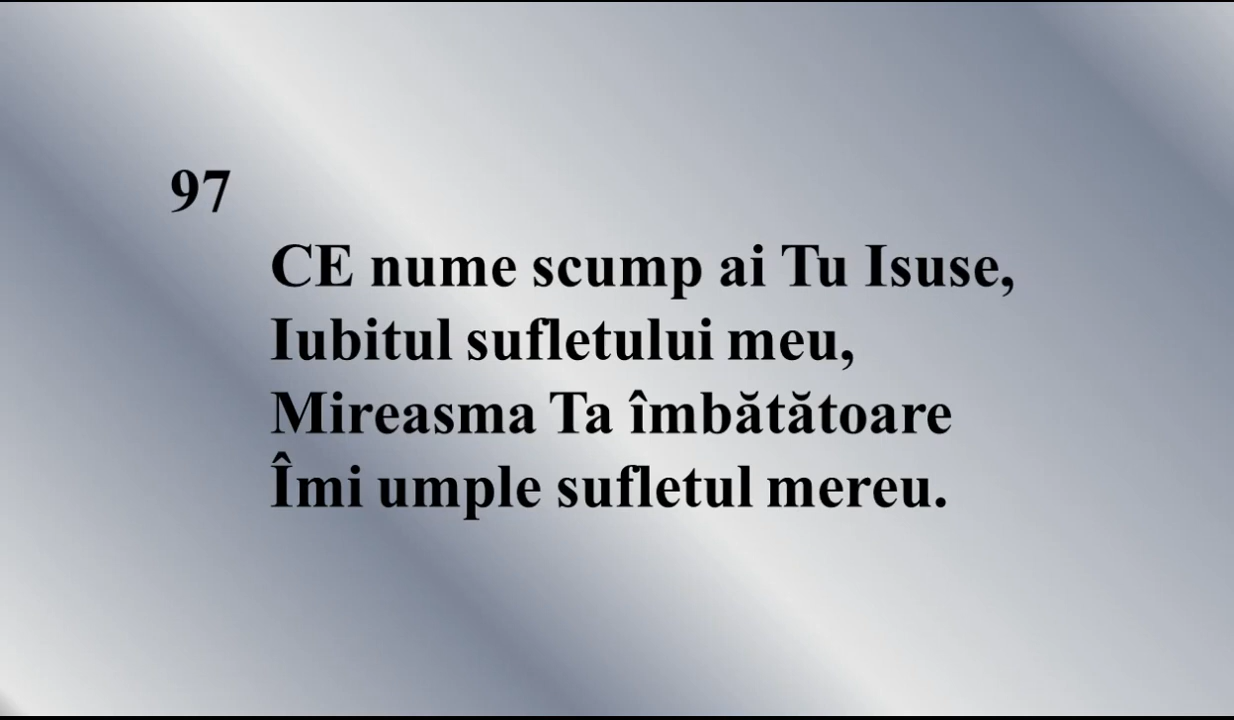 97
CE nume scump ai Tu Isuse,
Iubitul sufletului meu,
Mireasma Ta îmbătătoare
Îmi umple sufletul mereu.